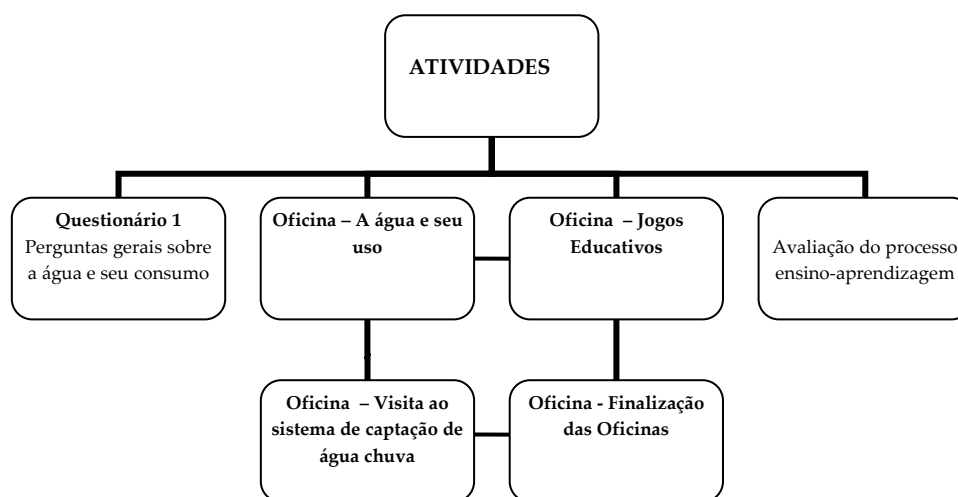 ATIVIDADES
Questionário 1
Perguntas gerais sobre
a água e seu consumo
Oficina – A água e seu
uso
Oficina – Jogos
Educativos
Avaliação do processo
ensino-aprendizagem
Oficina – Visita ao
sistema de captação de
água chuva
Oficina - Finalização
das Oficinas